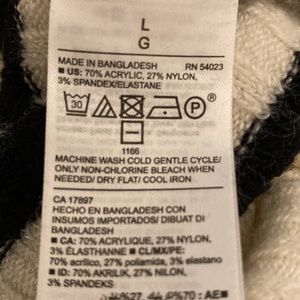 L
G
MADE IN BANGLADESH RN 54023
■ US: 70% ACRYLIC, 27% NYLON,
3% SPANDEX/ELASTANE
30 P
1166
MACHINE WASH COLD GENTLE CYCLE/
ONLY NON-CHLORINE BLEACH WHEN
NEEDED/ DRY FLAT/ COOL IRON
CA 17897
HECHO EN BANGLADESH CON
INSUMOS IMPORTADOS/ DIBUAT DI
BANGLADESH
■ CA: 70% ACRYLIQUE, 27% NYLON,
3% ÉLASTHANNE ■ CL/MX/PE:
70% acrílico, 27% poliamida, 3% elastano
■ ID: 70% AKRILIK, 27% NILON,
3% SPANDEKS